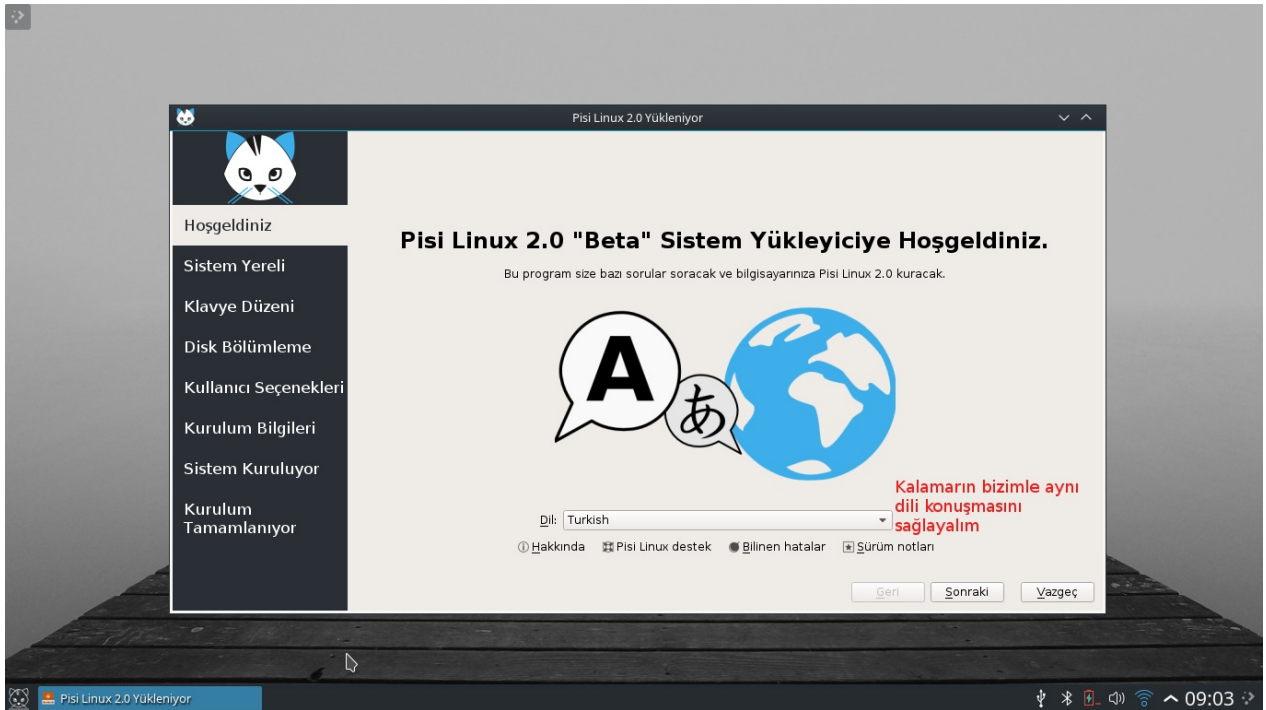 Pisi Linux 2.0 Yükleniyor
Hoşgeldiniz
Sistem Yereli
Klavye Düzeni
Disk Bölümleme
Kullanıcı Seçenekleri
Kurulum Bilgileri
Sistem Kuruluyor
Kurulum
Tamamlanıyor
Pisi Linux 2.0 "Beta" Sistem Yükleyiciye Hoşgeldiniz.
Bu program size bazı sorular soracak ve bilgisayarınıza Pisi Linux 2.0 kuracak.
A
あ
Kalamarın bizimle aynı
dili konuşmasını
sağlayalım
Dil: Turkish
Hakkında Pisi Linux destek Bilinen hatalar Sürüm notları
Geri Sonraki Vazgeç
Pisi Linux 2.0 Yükleniyor 09:03